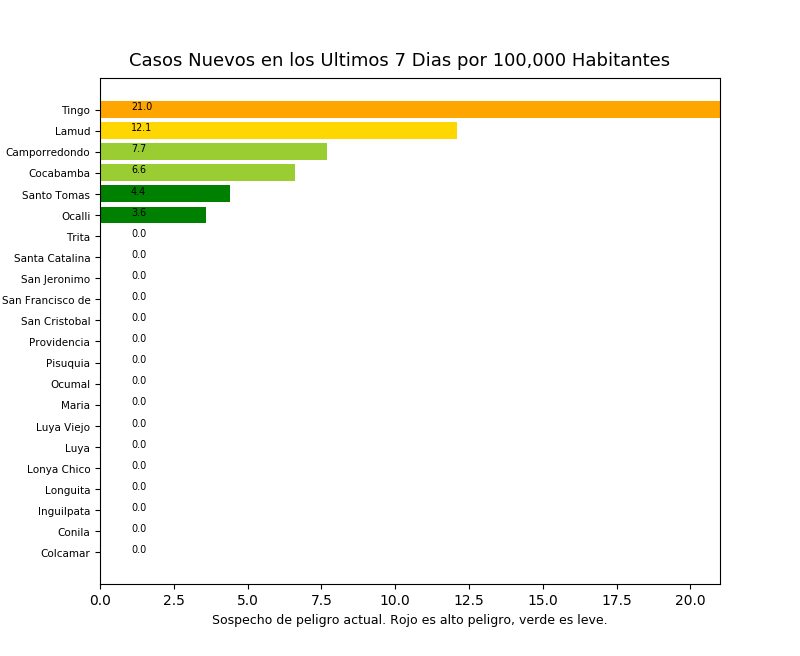 Casos Nuevos en los Ultimos 7 Dias por 100,000 Habitantes
Tingo 21.0
Lamud 12.1
Camporredondo 7.7
Cocabamba 6.6
Santo Tomas 4.4
Ocalli 3.6
Trita 0.0
Santa Catalina 0.0
San Jeronimo 0.0
San Francisco de 0.0
San Cristobal 0.0
Providencia 0.0
Pisuquia 0.0
Ocumal 0.0
Maria 0.0
Luya Viejo 0.0
Luya 0.0
Lonya Chico 0.0
Longuita 0.0
Inguilpata 0.0
Conila 0.0
Colcamar 0.0
0.0 2.5 5.0 7.5 10.0 12.5 15.0 17.5 20.0
Sospecho de peligro actual. Rojo es alto peligro, verde es leve.